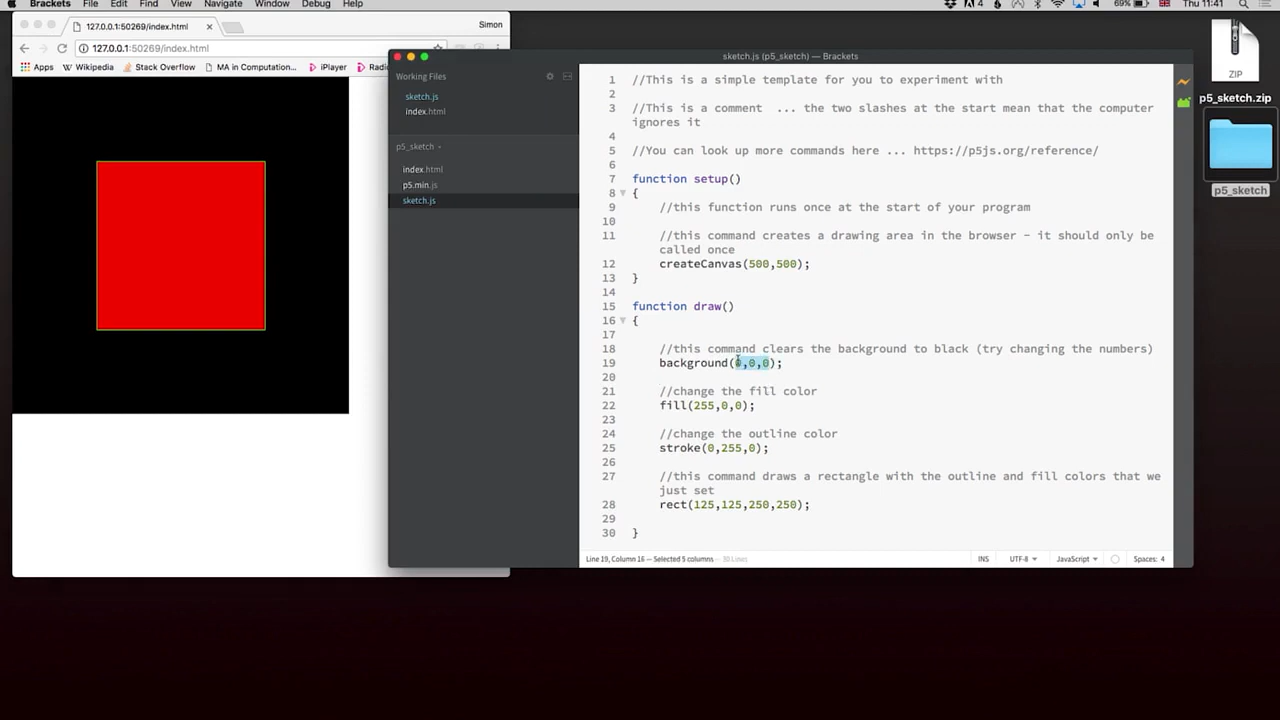 Brackets File Edit View Navigate Window Debug Help
4 69% Thu 11:41
127.0.0.1:50269/index.html Simon
127.0.0.1:50269/index.html
Apps Wikipedia Stack Overflow MA in Computation... iPlayer
sketch.js (p5_sketch) — Brackets
Working Files
sketch.js
index.html
p5_sketch
index.html
p5.min.js
sketch.js
1 //This is a simple template for you to experiment with
2
3 //This is a comment ... the two slashes at the start mean that the computer
ignores it
4
5 //You can look up more commands here ... https://p5js.org/reference/
6
7 function setup()
8 {
9 //this function runs once at the start of your program
10
11 //this command creates a drawing area in the browser - it should only be
called once
12 createCanvas(500,500);
13 }
14
15 function draw()
16 {
17
18 //this command clears the background to black (try changing the numbers)
19 background(0,0,0);
20
21 //change the fill color
22 fill(255,0,0);
23
24 //change the outline color
25 stroke(0,255,0);
26
27 //this command draws a rectangle with the outline and fill colors that we
just set
28 rect(125,125,250,250);
29
30 }
Line 19, Column 16 — Selected 5 columns - 30 Lines INS UTF-8 JavaScript Spaces: 4
ZIP
p5_sketch.zip
p5_sketch